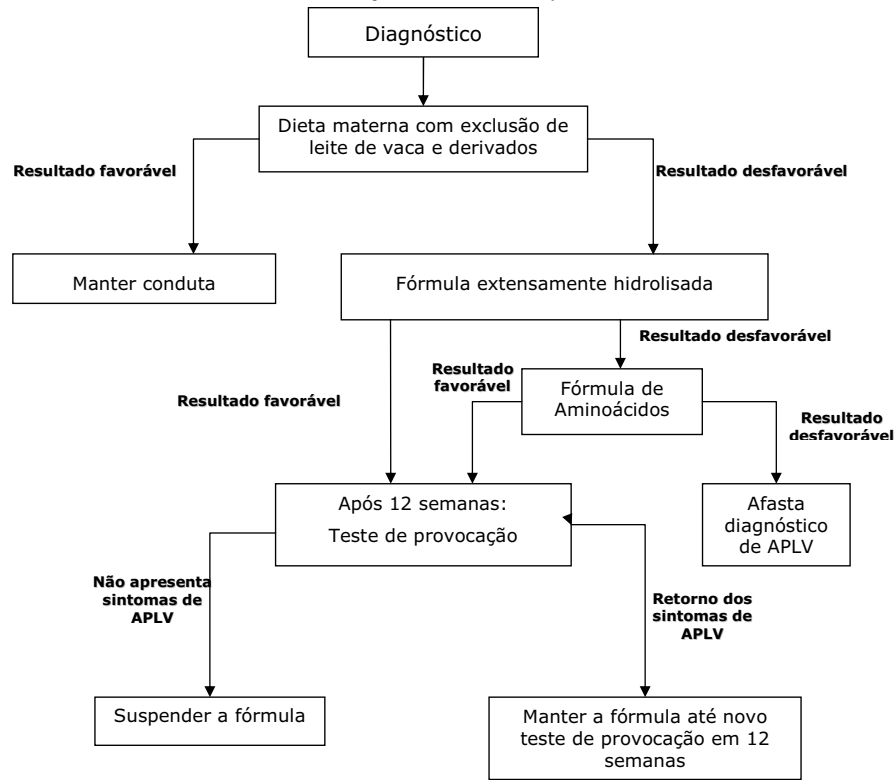 Diagnóstico
Dieta materna com exclusão de
leite de vaca e derivados
Resultado favorável
Resultado desfavorável
Manter conduta
Fórmula extensamente hidrolisada
Resultado desfavorável
Resultado
favorável
Resultado favorável
Fórmula de
Aminoácidos
Resultado
desfavorável
Após 12 semanas:
Teste de provocação
Afasta
diagnóstico
de APLV
Não apresenta
sintomas de
APLV
Retorno dos
sintomas de
APLV
Suspender a fórmula
Manter a fórmula até novo
teste de provocação em 12
semanas